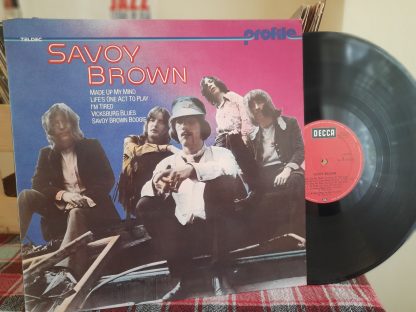 JAZZ
TELDEC
profile
SAVOY
BROWN
MADE UP MY MIND
LIFE'S ONE ACT TO PLAY
I'M TIRED
VICKSBURG BLUES
SAVOY BROWN BOOGIE
DECCA
SAVOY BROWN